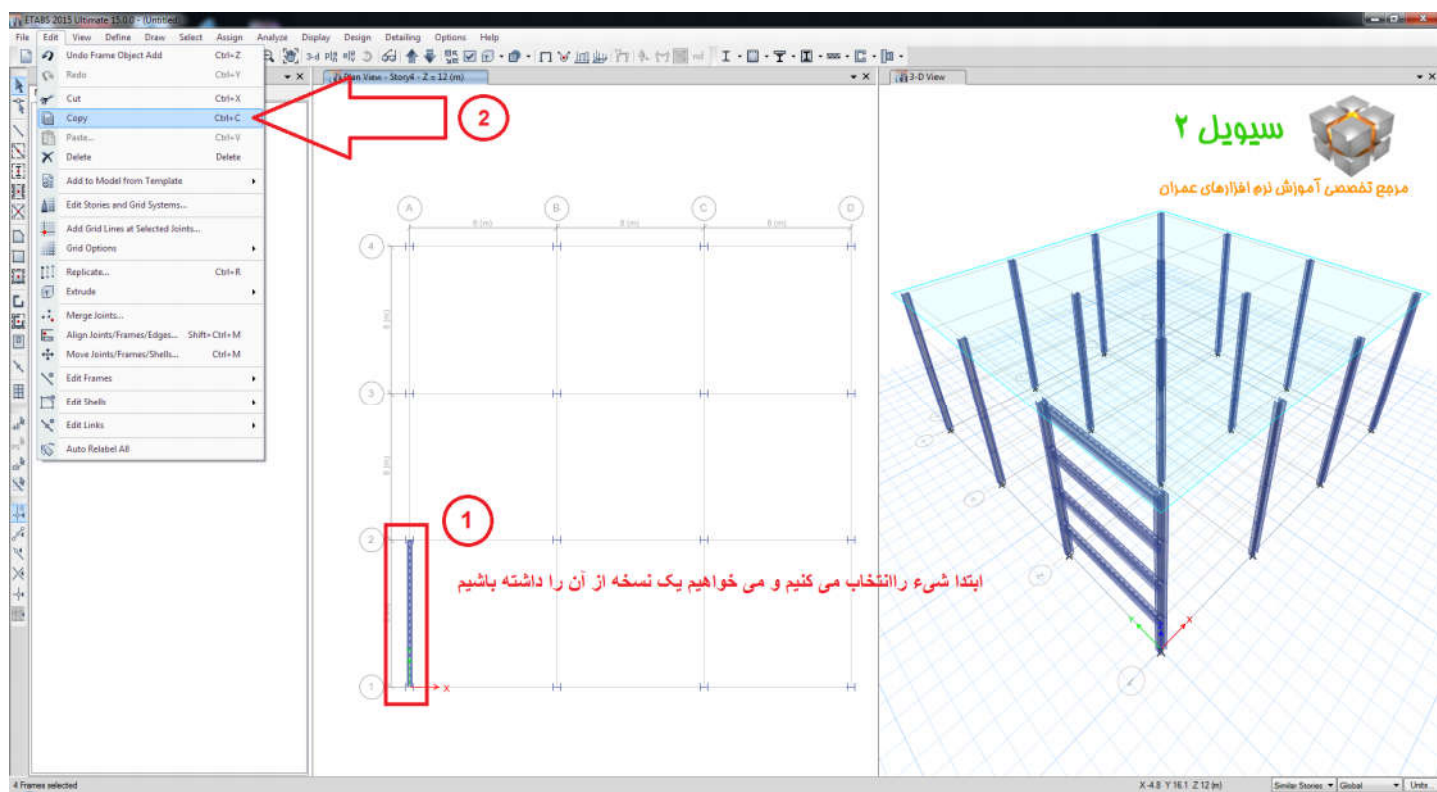 ETABS 2015 Ultimate 15.0.0 - (Untitled)
File Edit View Define Draw Select Assign Analyze Display Design Detailing Options Help
Undo Frame Object Add Ctrl+Z
Redo Ctrl+Y
Cut Ctrl+X
Copy Ctrl+C
Paste... Ctrl+V
Delete Delete
Add to Model from Template
Edit Stories and Grid Systems...
Add Grid Lines at Selected Joints...
Grid Options
Replicate... Ctrl+R
Extrude
Merge Joints...
Align Joints/Frames/Edges... Shift+Ctrl+M
Move Joints/Frames/Shells... Ctrl+M
Edit Frames
Edit Shells
Edit Links
Auto Relabel All
Plan View - Story4 - Z = 12 (m)
3-D View
2
سیویل ۲
مرجع تخصصی آموزش نرم افزارهای عمران
A B C D
8 (m) 8 (m) 8 (m)
4
8 (m)
3
8 (m)
2
1
ابتدا شیء راانتخاب می کنیم و می خواهیم یک نسخه از آن را داشته باشیم
1
X
Y X
4 Frames selected
X -4.8 Y 16.1 Z 12 (m)
Similar Stories
Global
Units...